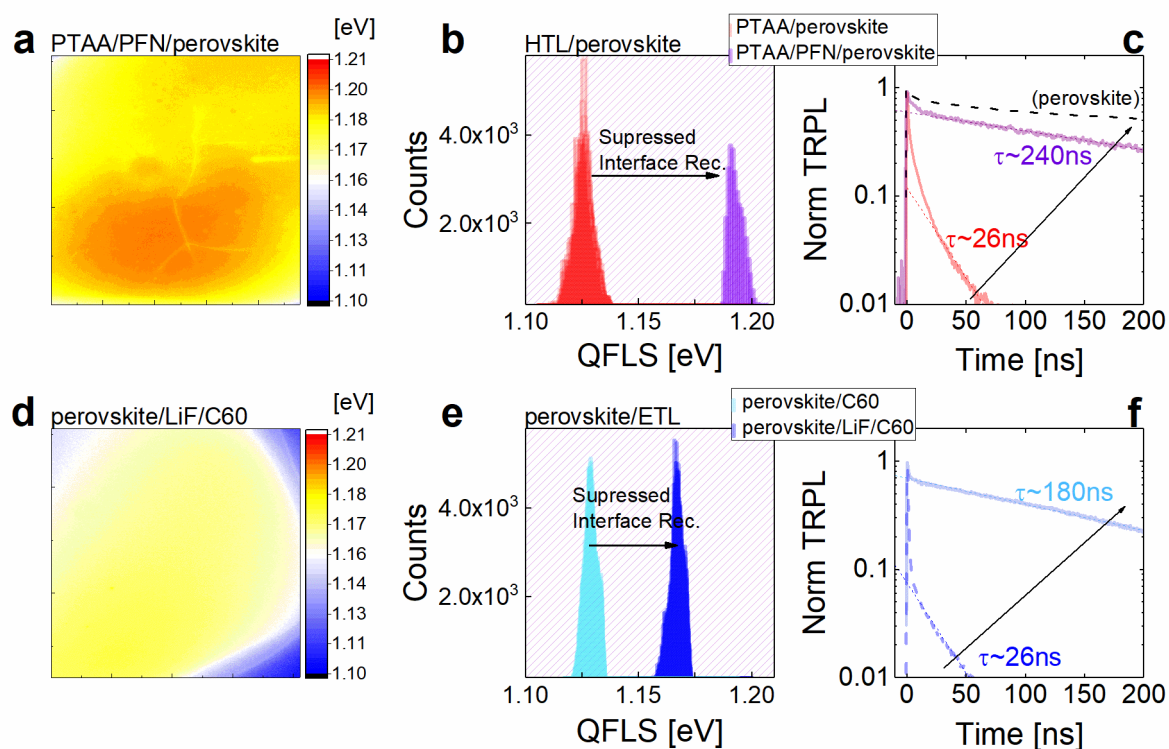 a
PTAA/PFN/perovskite
[eV]
1.21
1.20
1.19
1.18
1.17
1.16
1.15
1.14
1.13
1.12
1.11
1.10
b
HTL/perovskite
PTAA/perovskite
PTAA/PFN/perovskite
Counts
4.0x10³
2.0x10³
Supressed
Interface Rec.
1.10
1.15
1.20
QFLS [eV]
c
Norm TRPL
1
0.1
0.01
(perovskite)
τ~240ns
τ~26ns
0
50
100
150
200
Time [ns]
d
perovskite/LiF/C60
[eV]
1.21
1.20
1.19
1.18
1.17
1.16
1.15
1.14
1.13
1.12
1.11
1.10
e
perovskite/ETL
perovskite/C60
perovskite/LiF/C60
Counts
4.0x10³
2.0x10³
Supressed
Interface Rec.
1.10
1.15
1.20
QFLS [eV]
f
Norm TRPL
1
0.1
0.01
τ~180ns
τ~26ns
0
50
100
150
200
Time [ns]